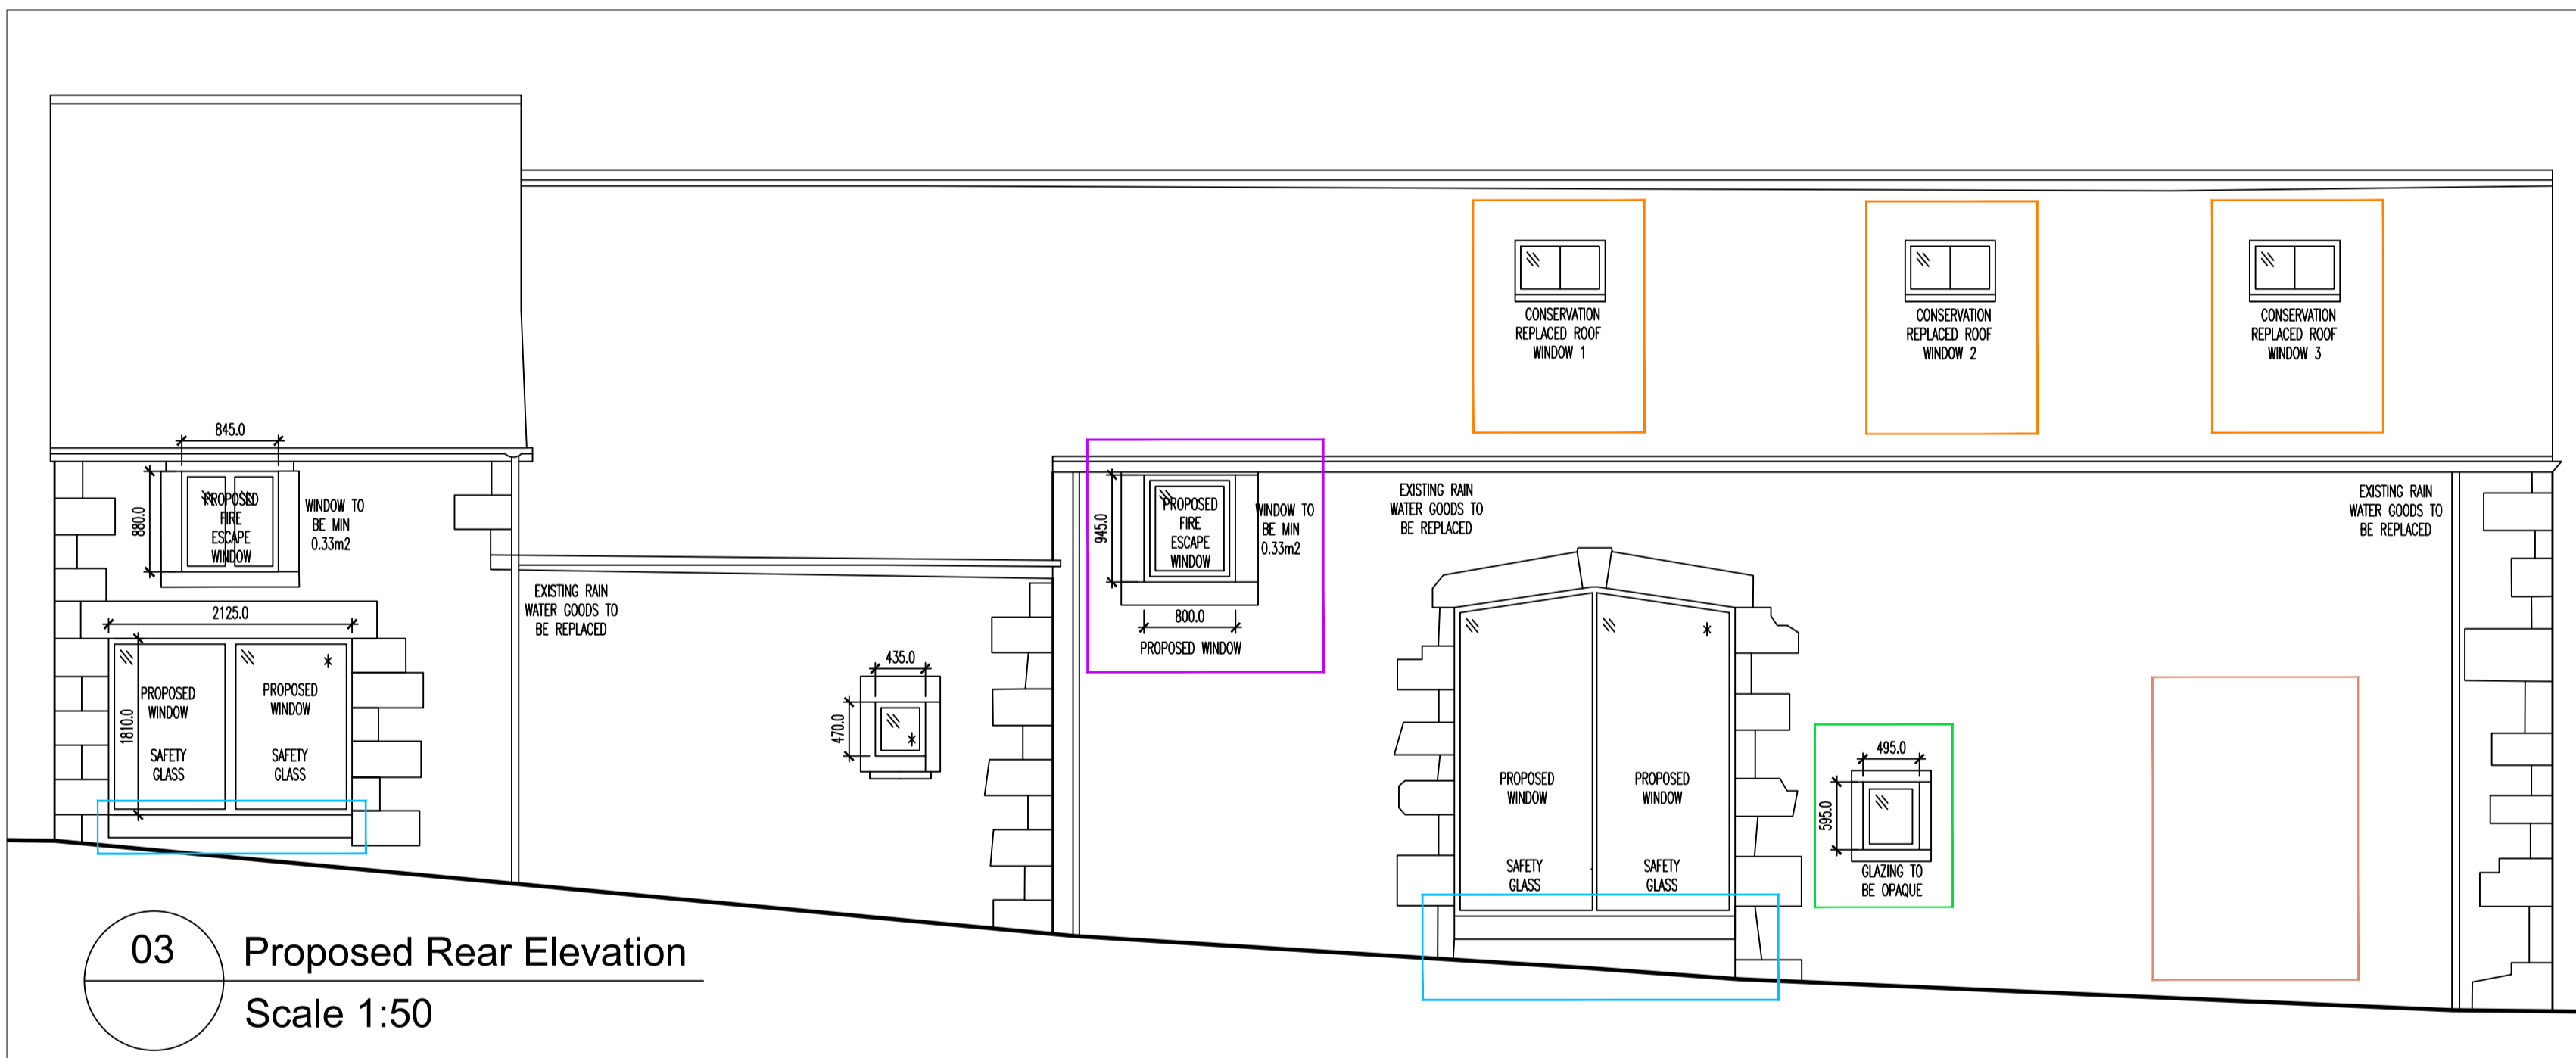 CONSERVATION
REPLACED ROOF
WINDOW 1
CONSERVATION
REPLACED ROOF
WINDOW 2
CONSERVATION
REPLACED ROOF
WINDOW 3
845.0
880.0
PROPOSED
FIRE
ESCAPE
WINDOW
WINDOW TO
BE MIN
0.33m2
2125.0
1810.0
PROPOSED
WINDOW
SAFETY
GLASS
PROPOSED
WINDOW
SAFETY
GLASS
EXISTING RAIN
WATER GOODS TO
BE REPLACED
435.0
470.0
945.0
PROPOSED
FIRE
ESCAPE
WINDOW
WINDOW TO
BE MIN
0.33m2
800.0
PROPOSED WINDOW
EXISTING RAIN
WATER GOODS TO
BE REPLACED
PROPOSED
WINDOW
SAFETY
GLASS
PROPOSED
WINDOW
SAFETY
GLASS
495.0
595.0
GLAZING TO
BE OPAQUE
EXISTING RAIN
WATER GOODS TO
BE REPLACED
03
Proposed Rear Elevation
Scale 1:50